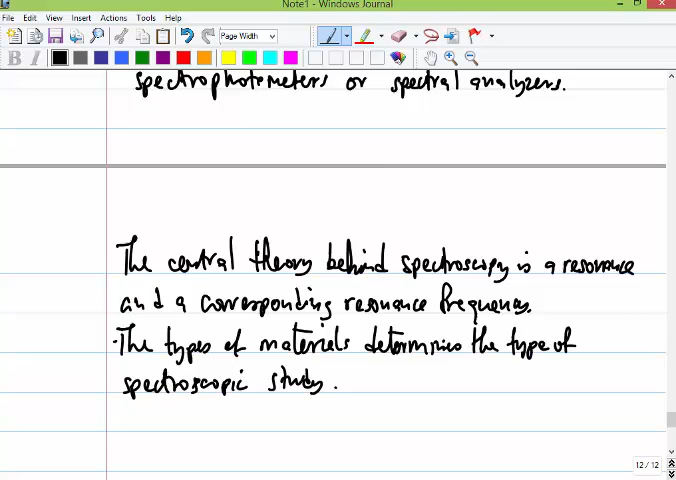 Note1 - Windows Journal
File Edit View Insert Actions Tools Help
Page Width
B I
spectrophotometers or spectral analyzers.
The central theory behind spectroscopy is a resonance
and a corresponding resonance frequency.
The types of materials determines the type of
spectroscopic study.
12 / 12